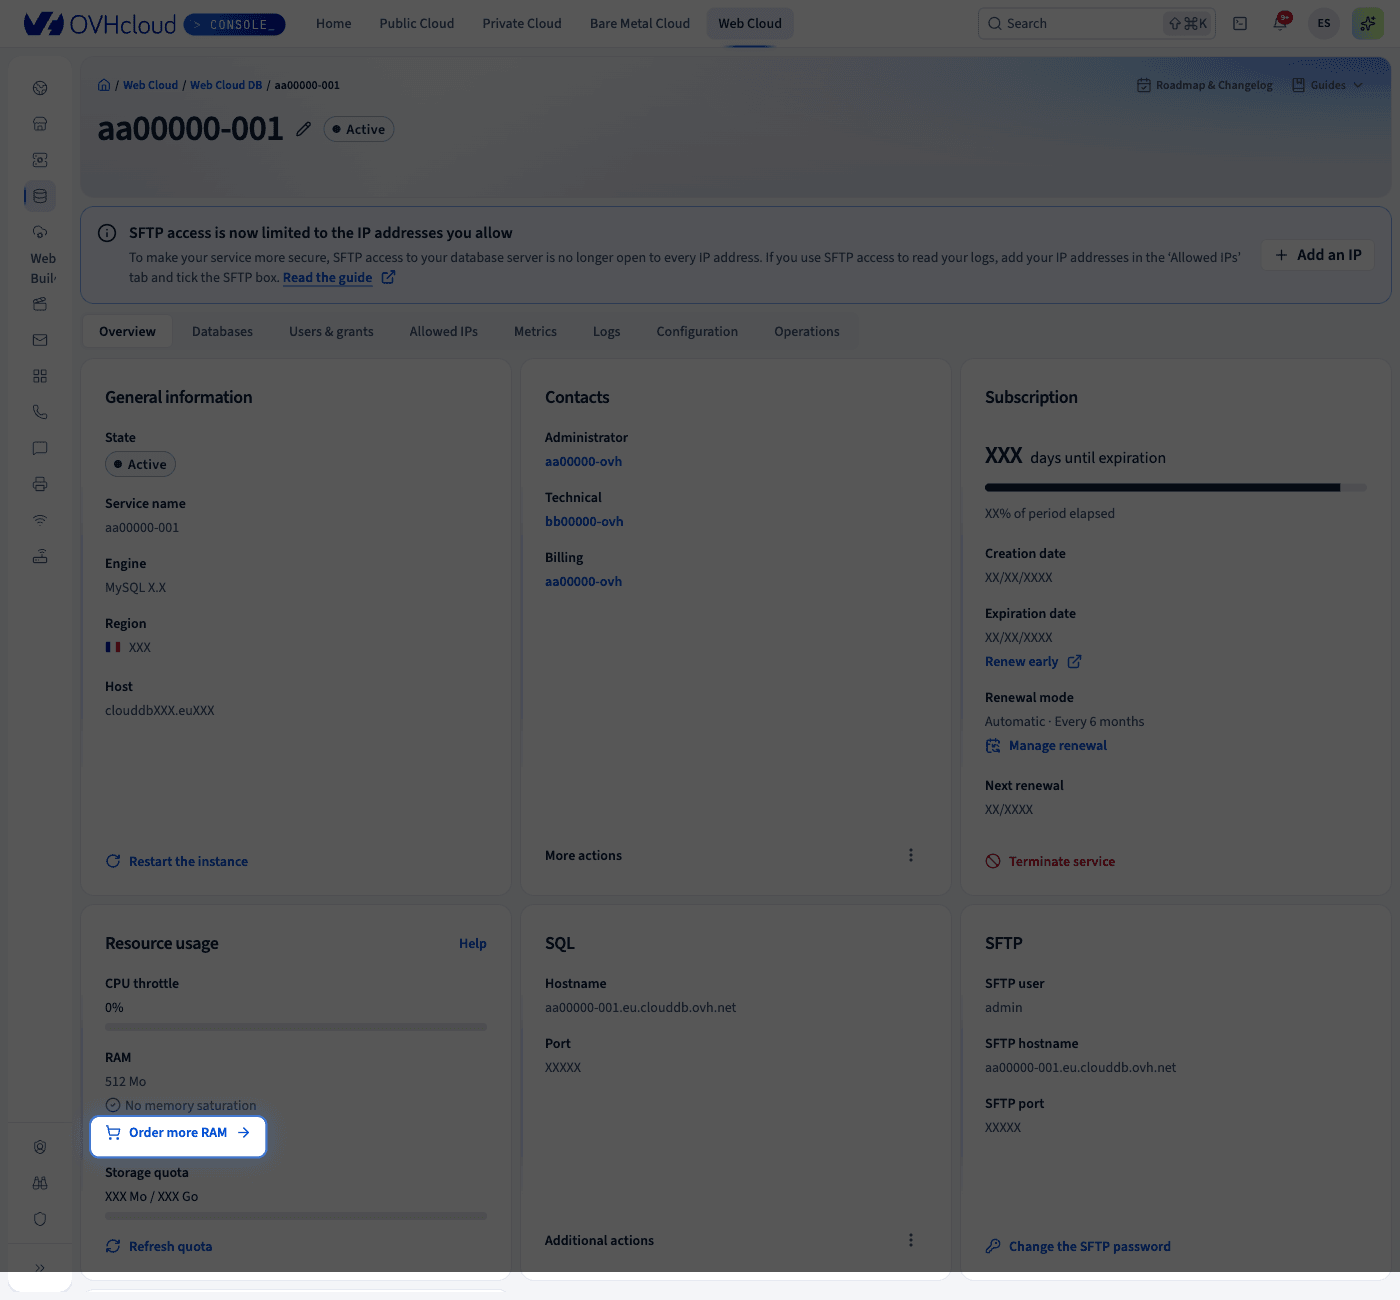 OVHcloud > CONSOLE_ Home Public Cloud Private Cloud Bare Metal Cloud Web Cloud Search ⇧⌘K 9+ ES
/ Web Cloud / Web Cloud DB / aa00000-001 Roadmap & Changelog Guides
aa00000-001 Active
SFTP access is now limited to the IP addresses you allow
To make your service more secure, SFTP access to your database server is no longer open to every IP address. If you use SFTP access to read your logs, add your IP addresses in the ‘Allowed IPs’
tab and tick the SFTP box. Read the guide
+ Add an IP
Web
Buil
Overview Databases Users & grants Allowed IPs Metrics Logs Configuration Operations
General information
State
Active
Service name
aa00000-001
Engine
MySQL X.X
Region
XXX
Host
clouddbXXX.euXXX
Restart the instance
Contacts
Administrator
aa00000-ovh
Technical
bb00000-ovh
Billing
aa00000-ovh
More actions
Subscription
XXX days until expiration
XX% of period elapsed
Creation date
XX/XX/XXXX
Expiration date
XX/XX/XXXX
Renew early
Renewal mode
Automatic · Every 6 months
Manage renewal
Next renewal
XX/XXXX
Terminate service
Resource usage Help
CPU throttle
0%
RAM
512 Mo
No memory saturation
Order more RAM
Storage quota
XXX Mo / XXX Go
Refresh quota
SQL
Hostname
aa00000-001.eu.clouddb.ovh.net
Port
XXXXX
Additional actions
SFTP
SFTP user
admin
SFTP hostname
aa00000-001.eu.clouddb.ovh.net
SFTP port
XXXXX
Change the SFTP password